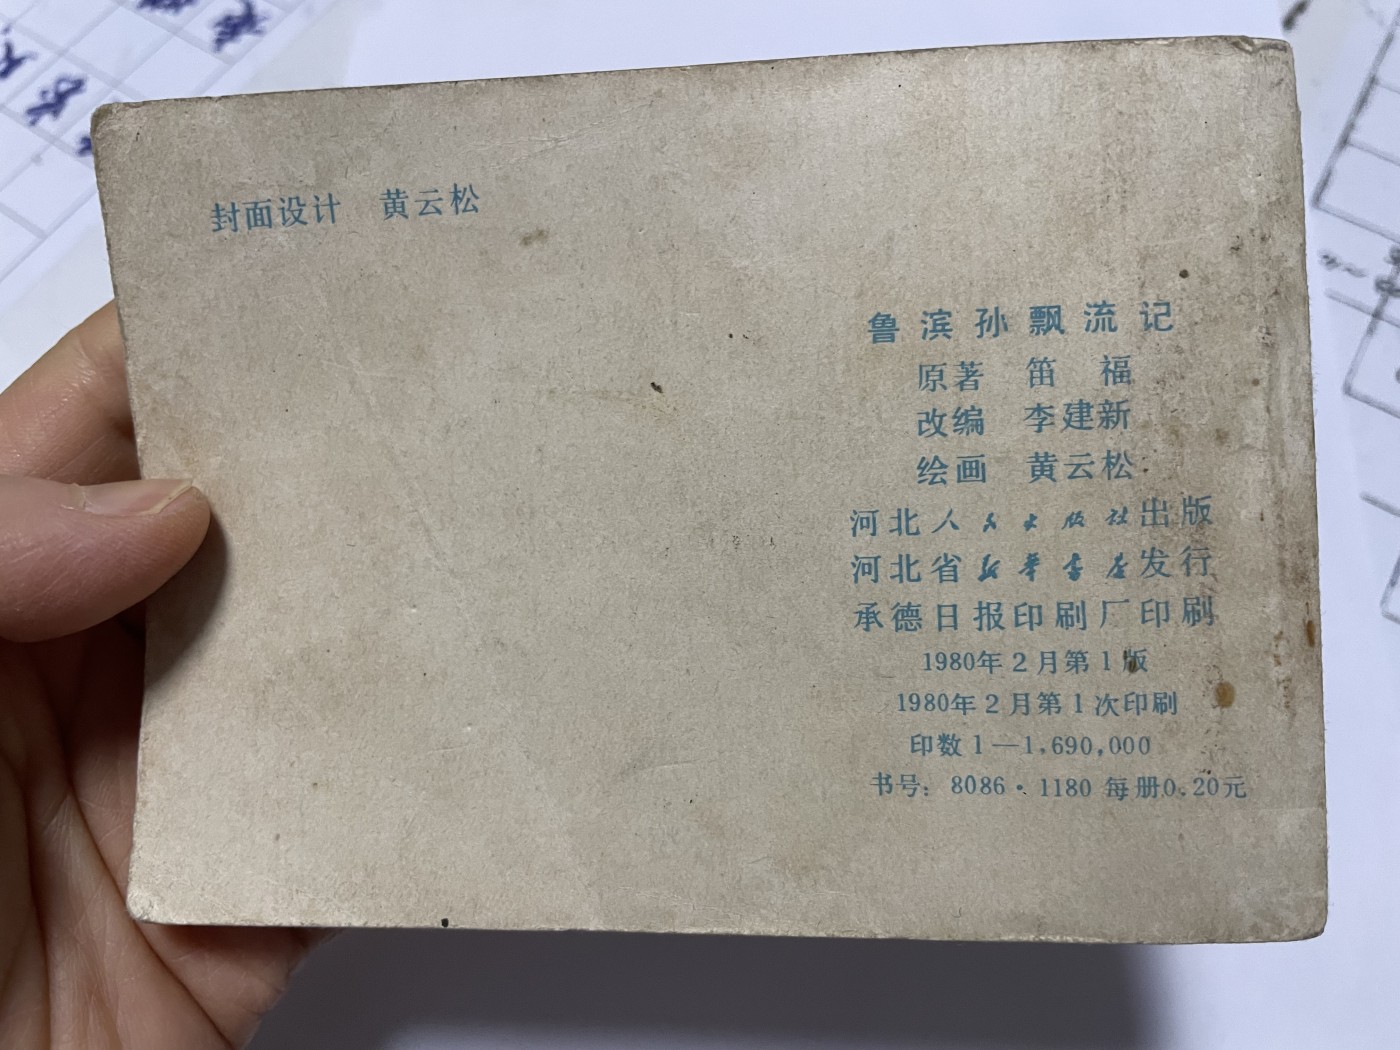 封面设计 黄云松
鲁滨孙飘流记
原著 笛福
改编 李建新
绘画 黄云松
河北人民出版社出版
河北省新华书店发行
承德日报印刷厂印刷
1980年2月第1版
1980年2月第1次印刷
印数1—1,690,000
书号：8086·1180 每册0.20元